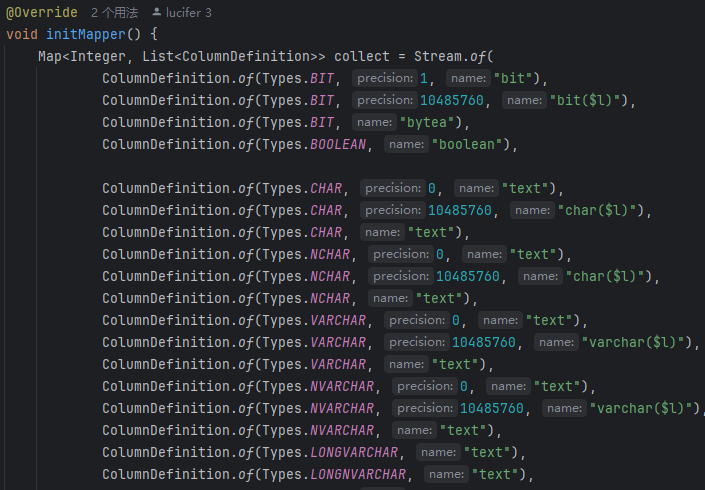 @Override 2 个用法 lucifer 3
void initMapper() {
Map<Integer, List<ColumnDefinition>> collect = Stream.of(
ColumnDefinition.of(Types.BIT, precision: 1, "bit"),
ColumnDefinition.of(Types.BIT, precision: 10485760, "bit($l)"),
ColumnDefinition.of(Types.BIT, name: "bytea"),
ColumnDefinition.of(Types.BOOLEAN, name: "boolean"),
ColumnDefinition.of(Types.CHAR, precision: 0, name: "text"),
ColumnDefinition.of(Types.CHAR, precision: 10485760, name: "char($l)"),
ColumnDefinition.of(Types.CHAR, name: "text"),
ColumnDefinition.of(Types.NCHAR, precision: 0, name: "text"),
ColumnDefinition.of(Types.NCHAR, precision: 10485760, name: "char($l)"),
ColumnDefinition.of(Types.NCHAR, name: "text"),
ColumnDefinition.of(Types.VARCHAR, precision: 0, name: "text"),
ColumnDefinition.of(Types.VARCHAR, precision: 10485760, name: "varchar($l)"),
ColumnDefinition.of(Types.VARCHAR, name: "text"),
ColumnDefinition.of(Types.NVARCHAR, precision: 0, name: "text"),
ColumnDefinition.of(Types.NVARCHAR, precision: 10485760, name: "varchar($l)"),
ColumnDefinition.of(Types.NVARCHAR, name: "text"),
ColumnDefinition.of(Types.LONGVARCHAR, name: "text"),
ColumnDefinition.of(Types.LONGNVARCHAR, name: "text"),